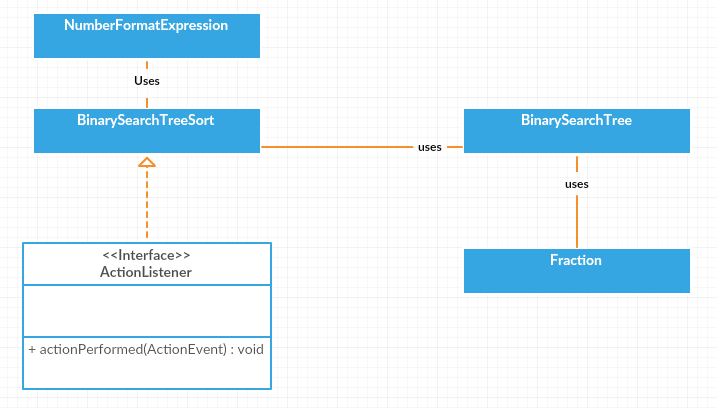 NumberFormatExpression
Uses
BinarySearchTreeSort
uses
BinarySearchTree
uses
Fraction
<<Interface>>
ActionListener
+ actionPerformed(ActionEvent) : void